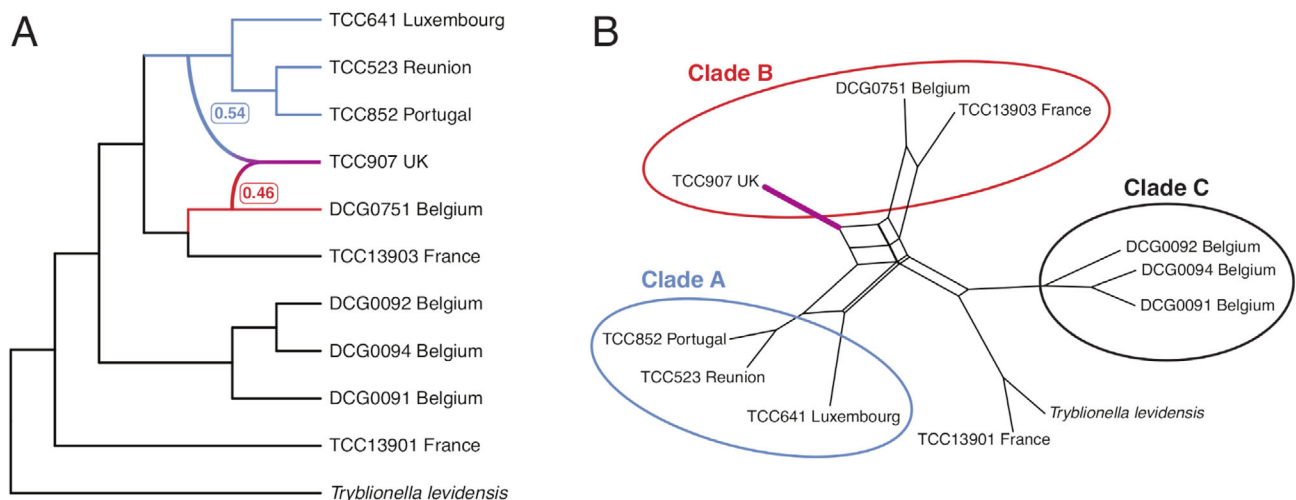 A
TCC641 Luxembourg
TCC523 Reunion
TCC852 Portugal
0.54
TCC907 UK
0.46
DCG0751 Belgium
TCC13903 France
DCG0092 Belgium
DCG0094 Belgium
DCG0091 Belgium
TCC13901 France
Tryblionella levidensis
B
Clade B
DCG0751 Belgium
TCC13903 France
TCC907 UK
Clade C
DCG0092 Belgium
DCG0094 Belgium
DCG0091 Belgium
Clade A
TCC852 Portugal
TCC523 Reunion
TCC641 Luxembourg
Tryblionella levidensis
TCC13901 France